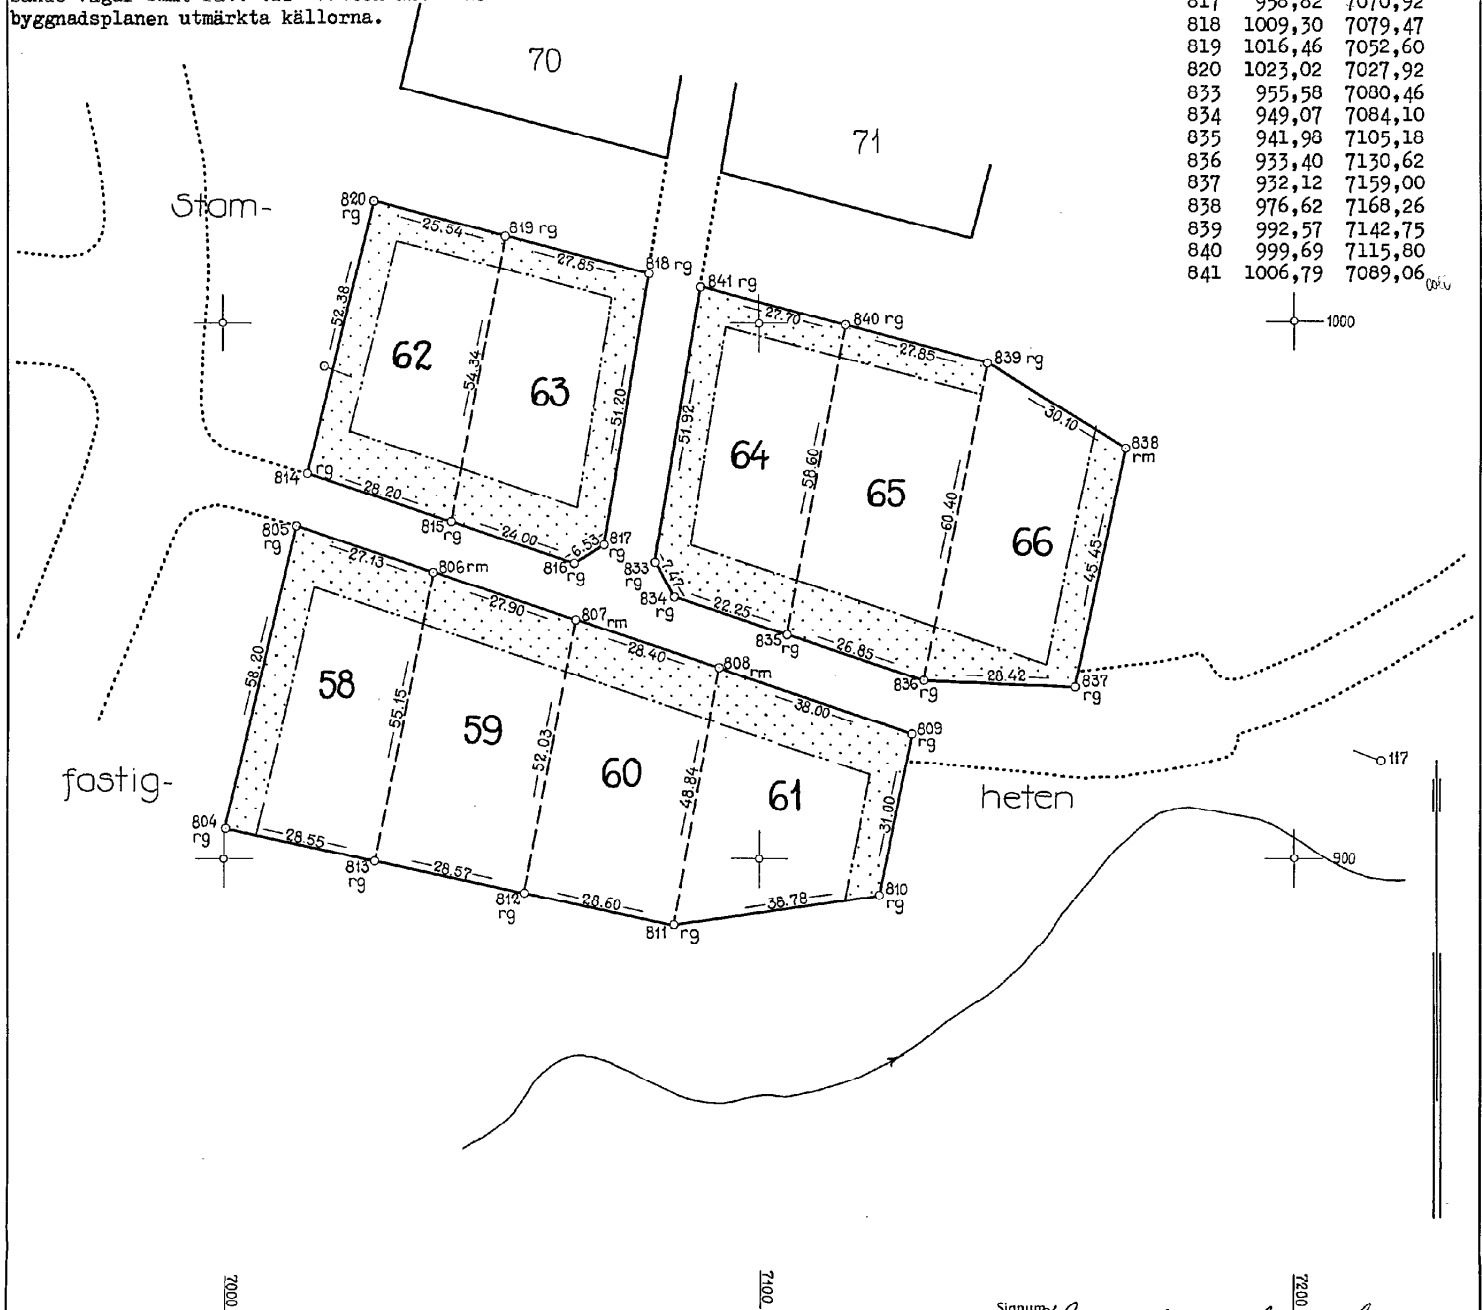 byggnadsplanen utmärkta källorna.
818 1009,30 7079,47
819 1016,46 7052,60
820 1023,02 7027,92
833 955,58 7080,46
834 949,07 7084,10
835 941,98 7105,18
836 933,40 7130,62
837 932,12 7159,00
838 976,62 7168,26
839 992,57 7142,75
840 999,69 7115,80
841 1006,79 7089,06
70
71
stam-
820 rg
25.54
819 rg
27.85
818 rg
841 rg
27.70
840 rg
27.85
839 rg
1000
52.38
62
54.34
63
51.20
51.92
64
58.60
65
60.40
66
30.10
838 rm
45.45
814 rg
28.20
815 rg
24.00
816 rg
6.53
817 rg
833 rg
7.47
834 rg
22.25
835 rg
26.85
836 rg
28.42
837 rg
805 rg
27.13
806 rm
27.90
807 rm
28.40
808 rm
38.00
809 rg
58.20
58
55.15
59
52.03
60
48.84
61
31.00
fastig-
heten
117
900
804 rg
28.55
813 rg
28.57
812 rg
28.60
811 rg
38.78
810 rg
7000
7100
7200
Signum